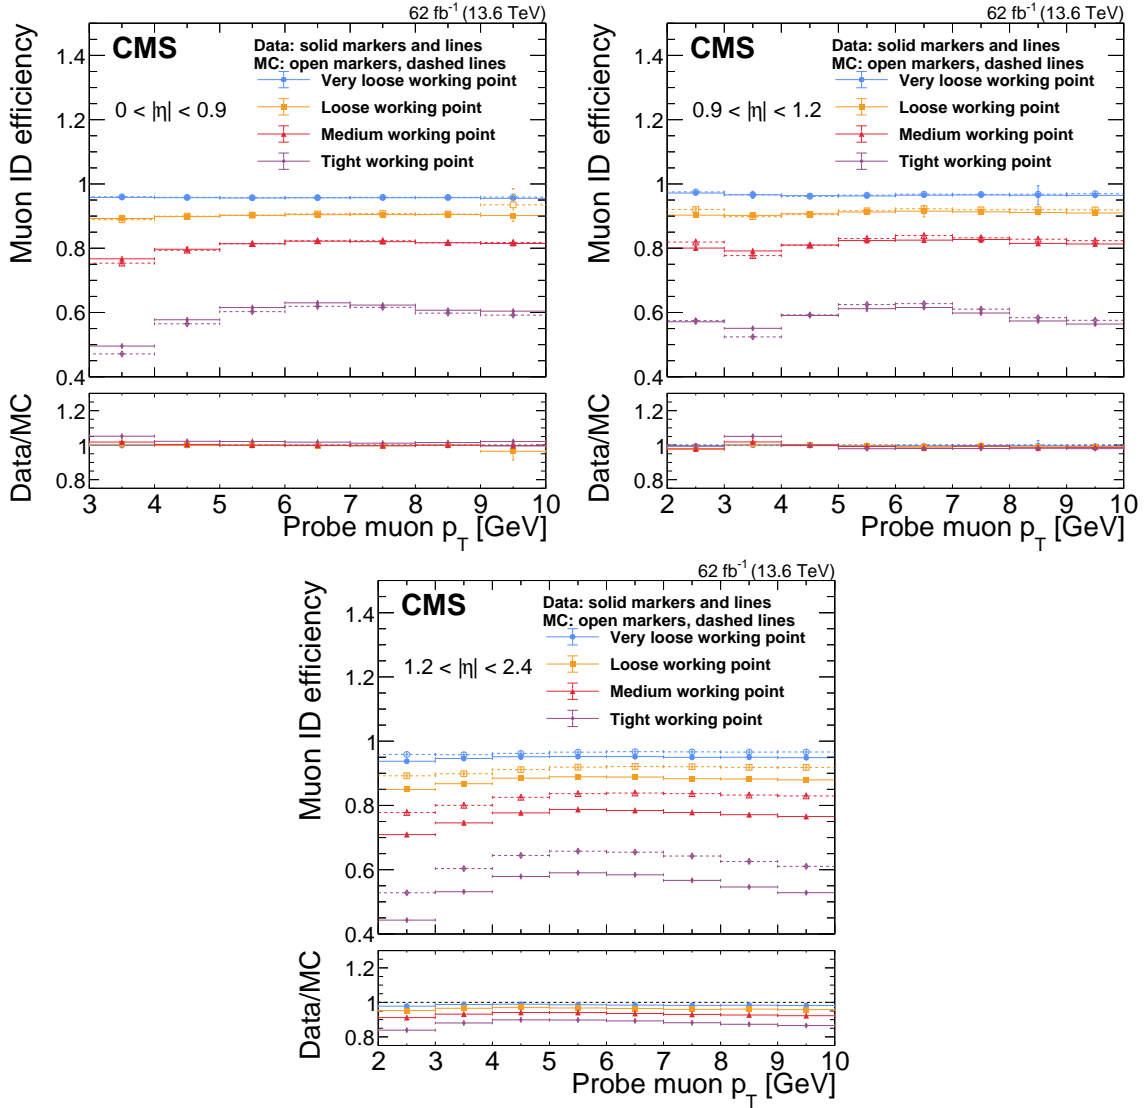 62 fb⁻¹ (13.6 TeV)
CMS
Data: solid markers and lines
MC: open markers, dashed lines
Very loose working point
0 < |η| < 0.9
Loose working point
Medium working point
Tight working point
Muon ID efficiency
1.4
1.2
1
0.8
0.6
0.4
Data/MC
1.2
1
0.8
3 4 5 6 7 8 9 10
Probe muon p_T [GeV]
62 fb⁻¹ (13.6 TeV)
CMS
Data: solid markers and lines
MC: open markers, dashed lines
Very loose working point
0.9 < |η| < 1.2
Loose working point
Medium working point
Tight working point
Muon ID efficiency
1.4
1.2
1
0.8
0.6
0.4
Data/MC
1.2
1
0.8
2 3 4 5 6 7 8 9 10
Probe muon p_T [GeV]
62 fb⁻¹ (13.6 TeV)
CMS
Data: solid markers and lines
MC: open markers, dashed lines
Very loose working point
1.2 < |η| < 2.4
Loose working point
Medium working point
Tight working point
Muon ID efficiency
1.4
1.2
1
0.8
0.6
0.4
Data/MC
1.2
1
0.8
2 3 4 5 6 7 8 9 10
Probe muon p_T [GeV]